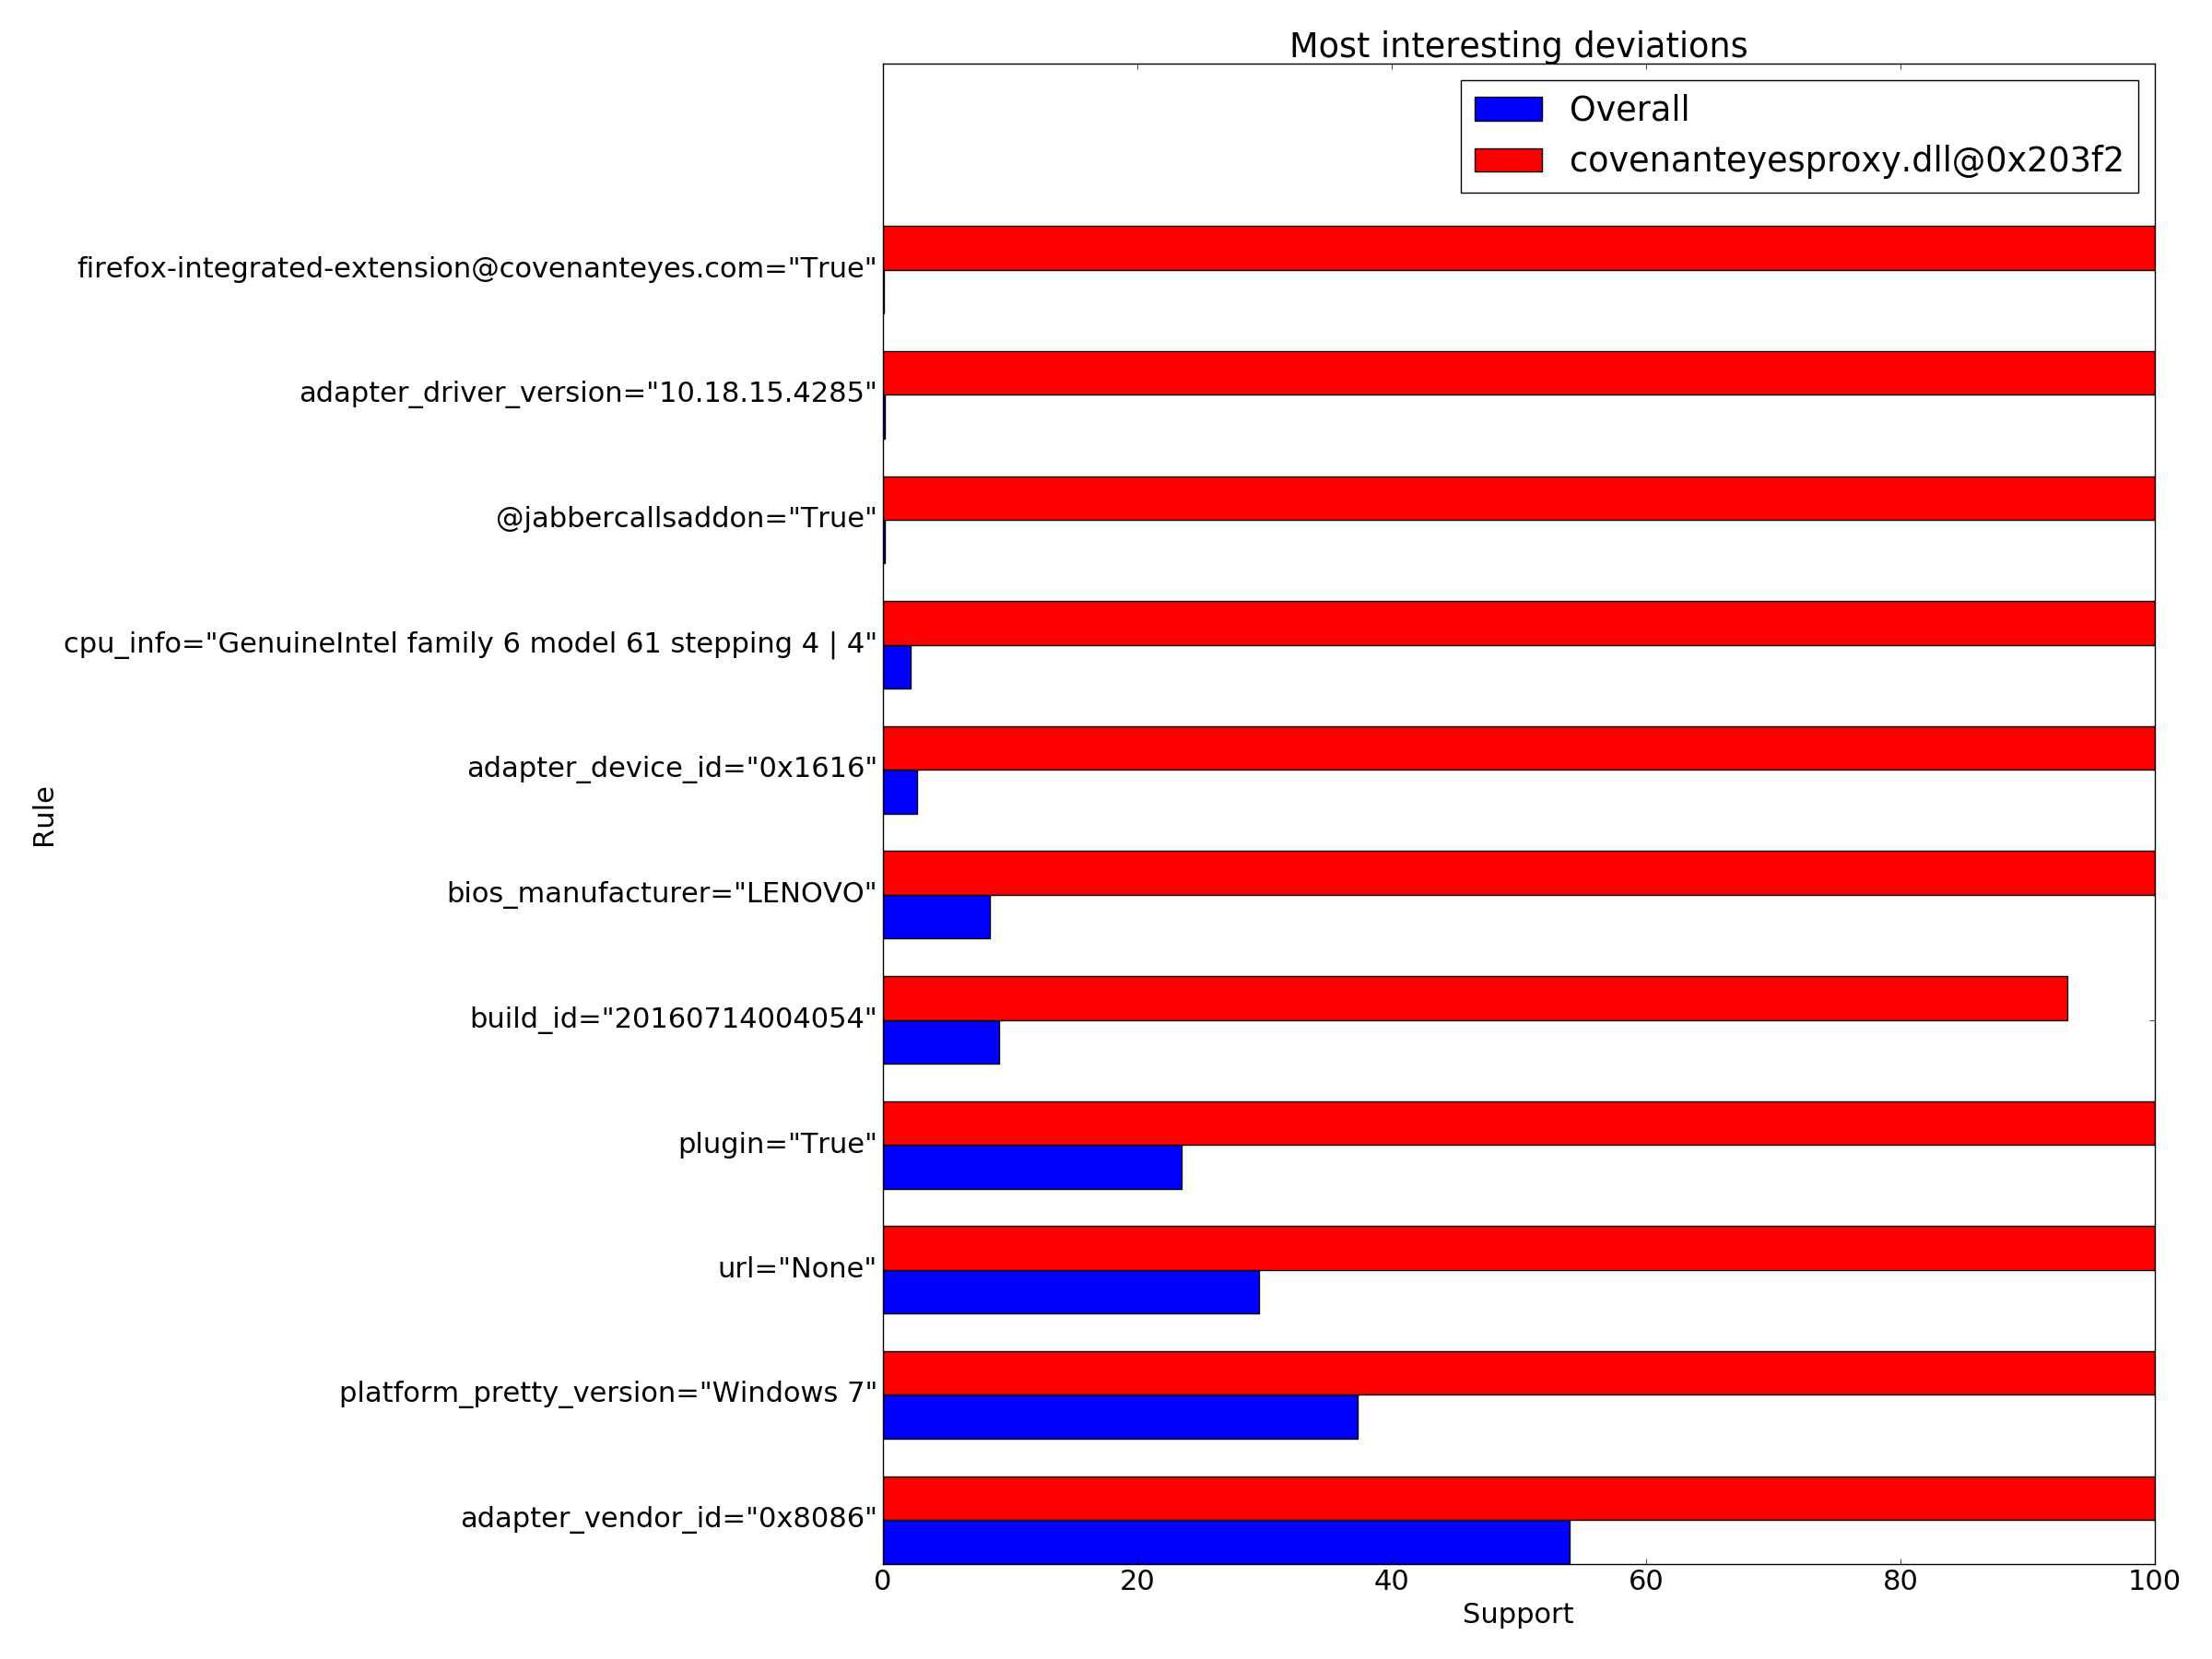 Most interesting deviations
Overall
covenanteyesproxy.dll@0x203f2
firefox-integrated-extension@covenanteyes.com="True"
adapter_driver_version="10.18.15.4285"
@jabbercallsaddon="True"
cpu_info="GenuineIntel family 6 model 61 stepping 4 | 4"
adapter_device_id="0x1616"
Rule
bios_manufacturer="LENOVO"
build_id="20160714004054"
plugin="True"
url="None"
platform_pretty_version="Windows 7"
adapter_vendor_id="0x8086"
0 20 40 60 80 100
Support